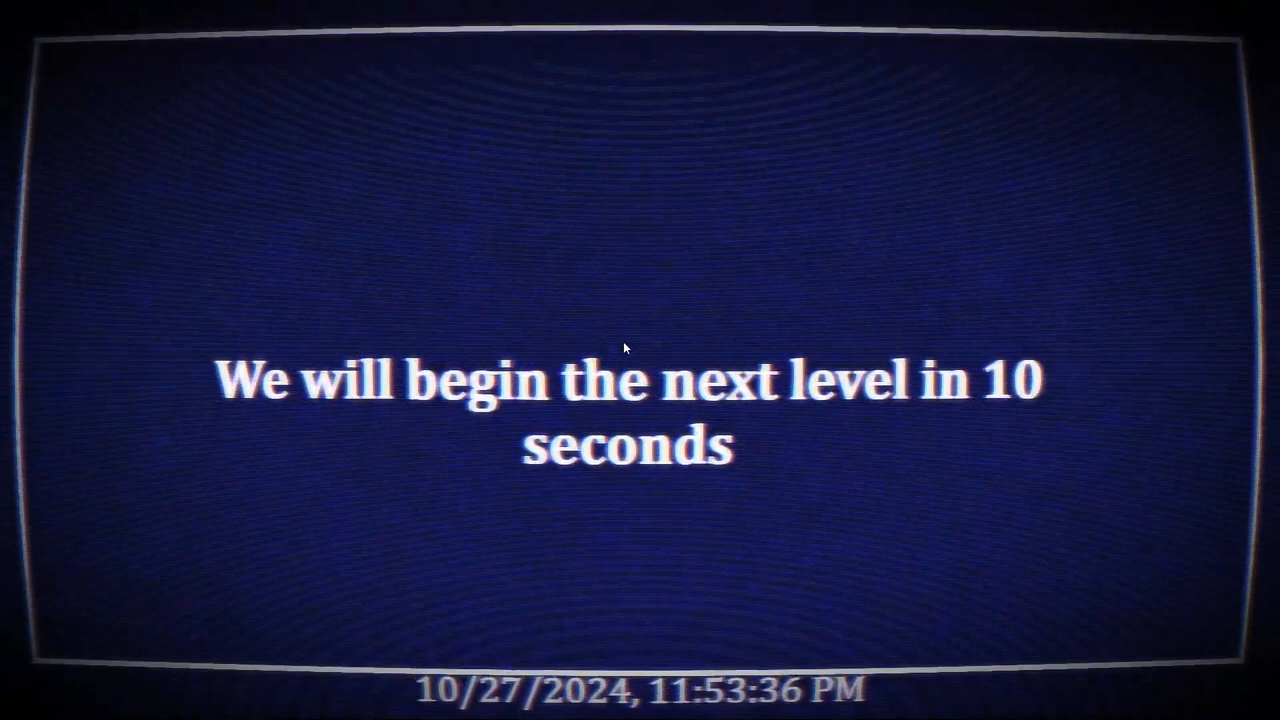 We will begin the next level in 10
seconds
10/27/2024, 11:53:36 PM